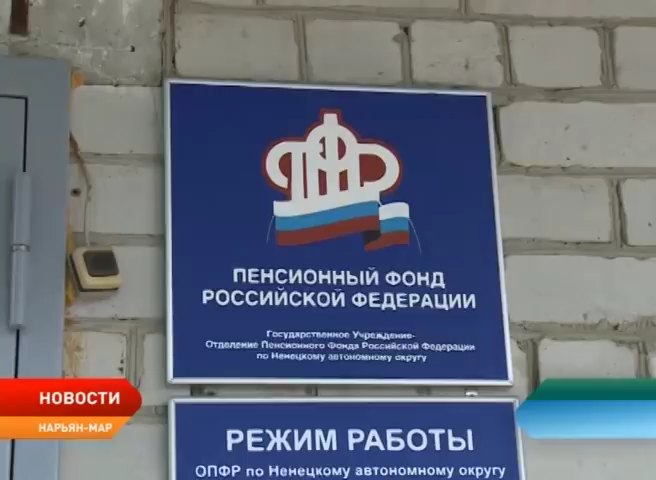 ПФР
ПЕНСИОННЫЙ ФОНД
РОССИЙСКОЙ ФЕДЕРАЦИИ
Государственное Учреждение-
Отделение Пенсионного Фонда Российской Федерации
по Ненецкому автономному округу
НОВОСТИ
НАРЬЯН-МАР
РЕЖИМ РАБОТЫ
ОПФР по Ненецкому автономному округу